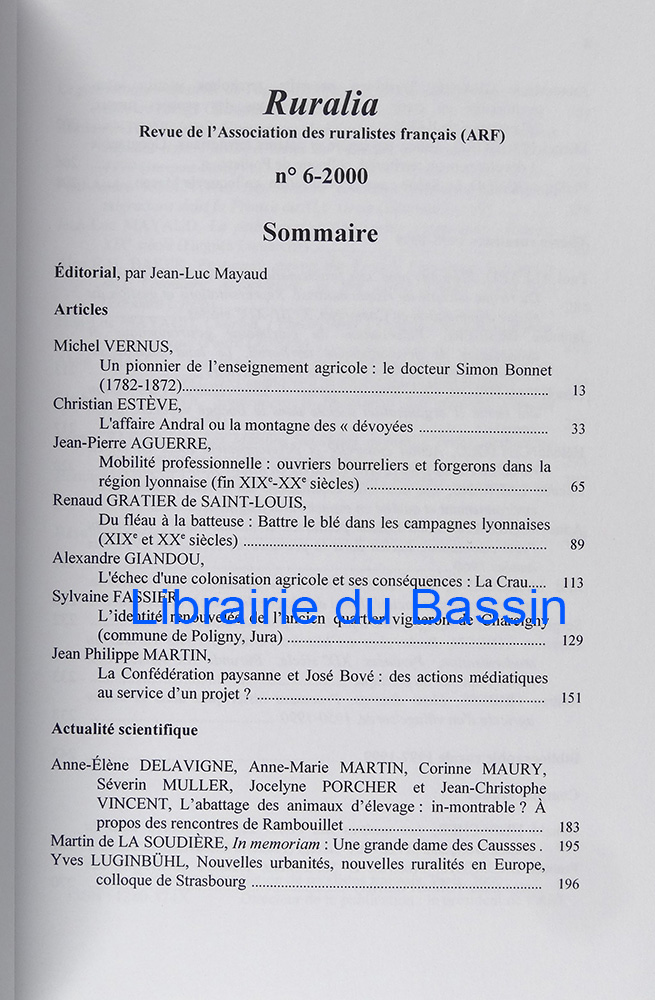 Ruralia
Revue de l'Association des ruralistes français (ARF)
n° 6-2000
Sommaire
Éditorial, par Jean-Luc Mayaud
Articles
Michel VERNUS,
Un pionnier de l'enseignement agricole : le docteur Simon Bonnet
(1782-1872)..... 13
Christian ESTÈVE,
L'affaire Andral ou la montagne des « dévoyées ..... 33
Jean-Pierre AGUERRE,
Mobilité professionnelle : ouvriers bourreliers et forgerons dans la
région lyonnaise (fin XIXe-XXe siècles) ..... 65
Renaud GRATIER de SAINT-LOUIS,
Du fléau à la batteuse : Battre le blé dans les campagnes lyonnaises
(XIXe et XXe siècles) ..... 89
Alexandre GIANDOU,
L'échec d'une colonisation agricole et ses conséquences : La Crau..... 113
Sylvaine FASSIER,
Librairie du Bassin
L'identité renouvelée de l'ancien quartier vigneron de Charcigny
(commune de Poligny, Jura) ..... 129
Jean Philippe MARTIN,
La Confédération paysanne et José Bové : des actions médiatiques
au service d'un projet ? ..... 151
Actualité scientifique
Anne-Élène DELAVIGNE, Anne-Marie MARTIN, Corinne MAURY,
Séverin MULLER, Jocelyne PORCHER et Jean-Christophe
VINCENT, L'abattage des animaux d'élevage : in-montrable ? À
propos des rencontres de Rambouillet ..... 183
Martin de LA SOUDIÈRE, In memoriam : Une grande dame des Caussses . 195
Yves LUGINBÜHL, Nouvelles urbanités, nouvelles ruralités en Europe,
colloque de Strasbourg ..... 196